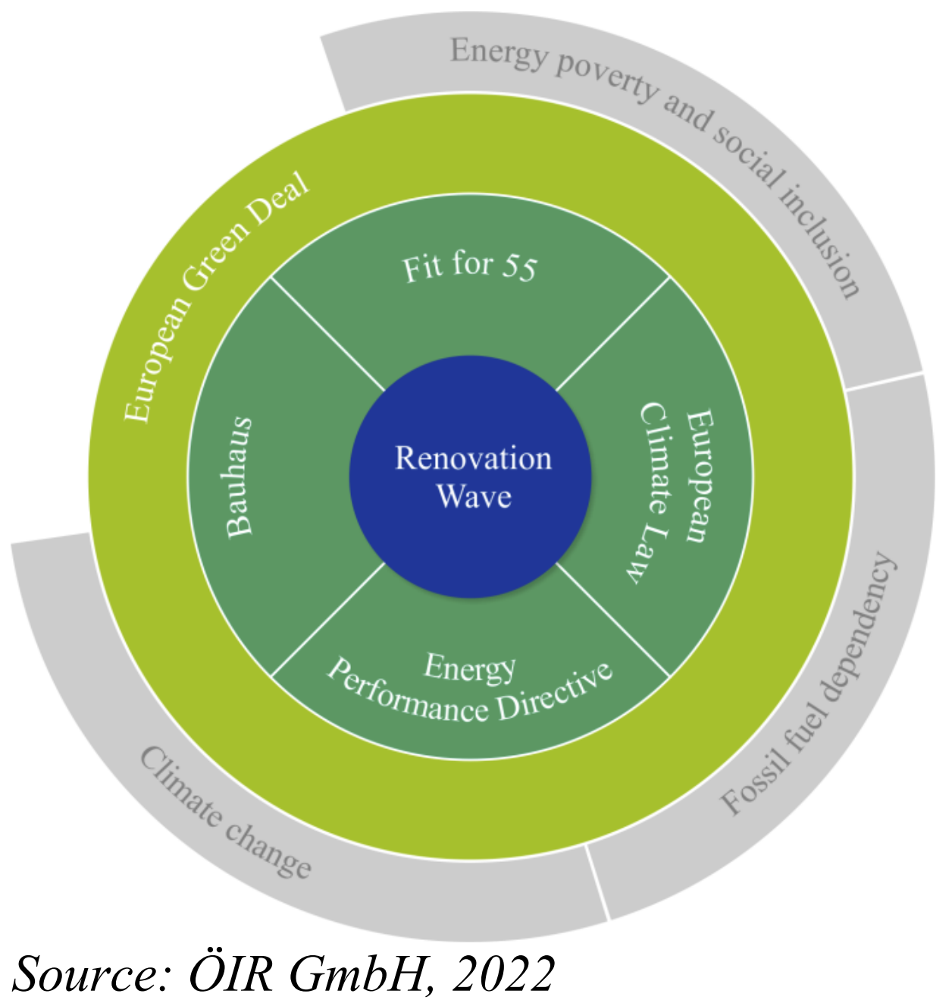 Energy poverty and social inclusion
European Green Deal
Fit for 55
Bauhaus
Renovation
Wave
European
Climate Law
Energy
Performance Directive
Fossil fuel dependency
Climate change
Source: ÖIR GmbH, 2022